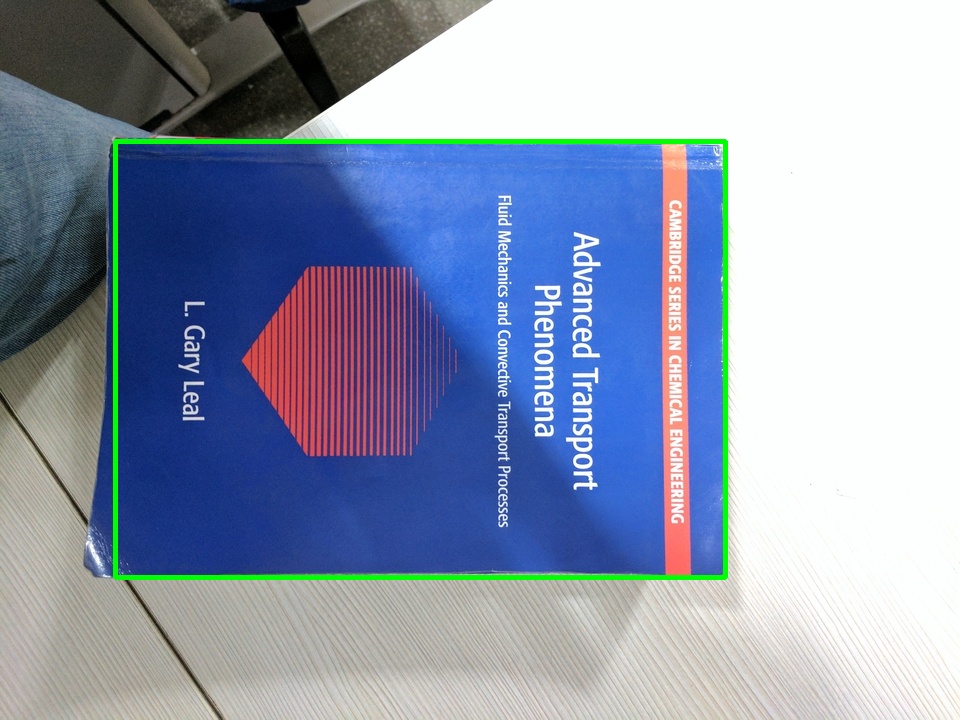 CAMBRIDGE SERIES IN CHEMICAL ENGINEERING
Advanced Transport
Phenomena
Fluid Mechanics and Convective Transport Processes
L. Gary Leal